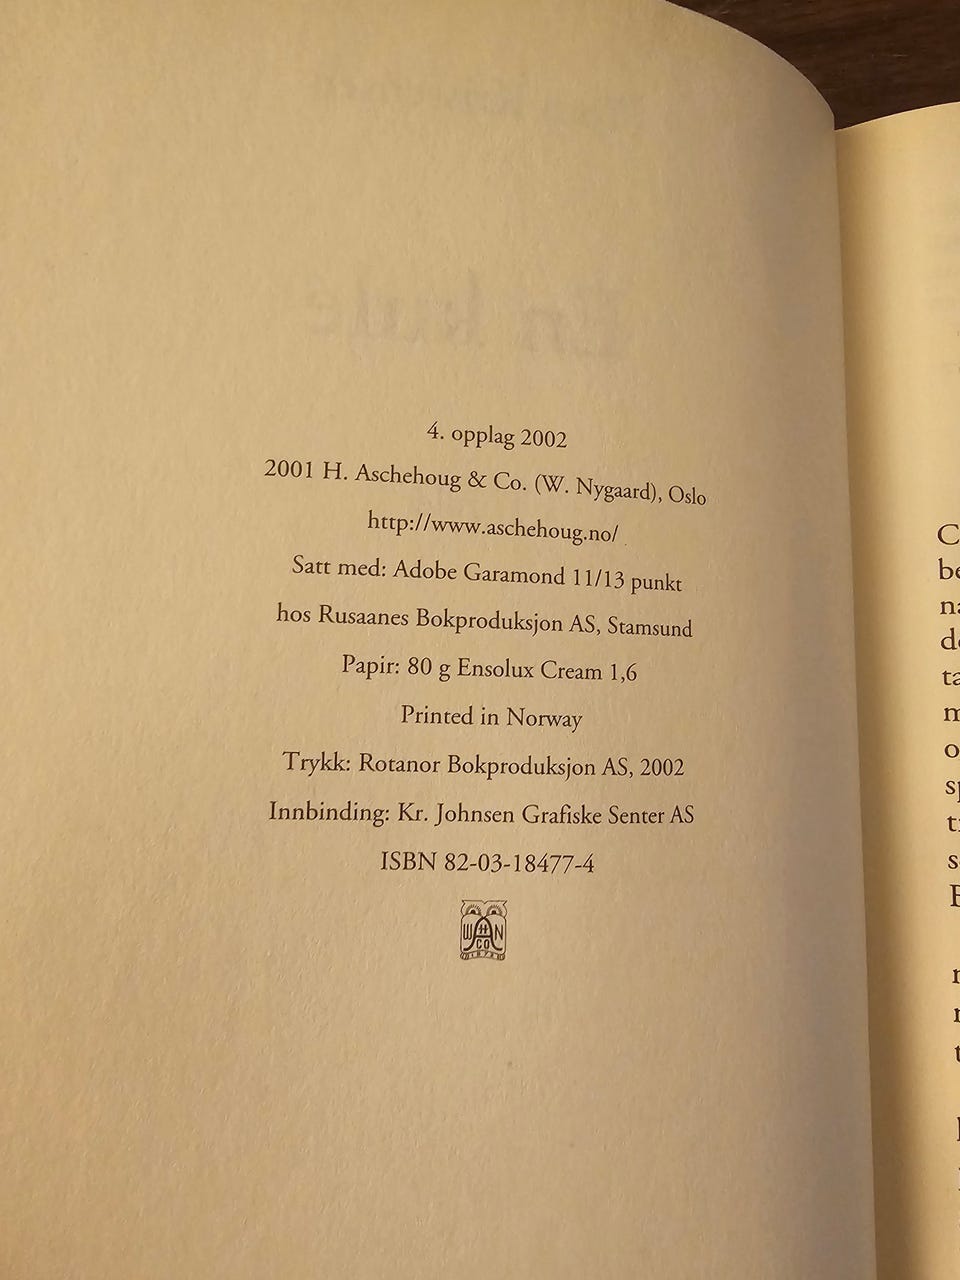 4. opplag 2002
2001 H. Aschehoug & Co. (W. Nygaard), Oslo
http://www.aschehoug.no/
Satt med: Adobe Garamond 11/13 punkt
hos Rusaanes Bokproduksjon AS, Stamsund
Papir: 80 g Ensolux Cream 1,6
Printed in Norway
Trykk: Rotanor Bokproduksjon AS, 2002
Innbinding: Kr. Johnsen Grafiske Senter AS
ISBN 82-03-18477-4